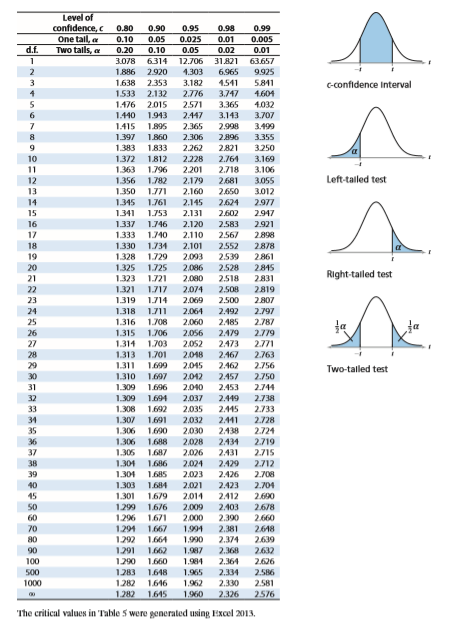 Level of
confidence, c 0.80 0.90 0.95 0.98 0.99
One tail, α 0.10 0.05 0.025 0.01 0.005
d.f. Two tails, α 0.20 0.10 0.05 0.02 0.01
1 3.078 6.314 12.706 31.821 63.657
2 1.886 2.920 4.303 6.965 9.925
3 1.638 2.353 3.182 4.541 5.841
4 1.533 2.132 2.776 3.747 4.604
5 1.476 2.015 2.571 3.365 4.032
6 1.440 1.943 2.447 3.143 3.707
7 1.415 1.895 2.365 2.998 3.499
8 1.397 1.860 2.306 2.896 3.355
9 1.383 1.833 2.262 2.821 3.250
10 1.372 1.812 2.228 2.764 3.169
11 1.363 1.796 2.201 2.718 3.106
12 1.356 1.782 2.179 2.681 3.055
13 1.350 1.771 2.160 2.650 3.012
14 1.345 1.761 2.145 2.624 2.977
15 1.341 1.753 2.131 2.602 2.947
16 1.337 1.746 2.120 2.583 2.921
17 1.333 1.740 2.110 2.567 2.898
18 1.330 1.734 2.101 2.552 2.878
19 1.328 1.729 2.093 2.539 2.861
20 1.325 1.725 2.086 2.528 2.845
21 1.323 1.721 2.080 2.518 2.831
22 1.321 1.717 2.074 2.508 2.819
23 1.319 1.714 2.069 2.500 2.807
24 1.318 1.711 2.064 2.492 2.797
25 1.316 1.708 2.060 2.485 2.787
26 1.315 1.706 2.056 2.479 2.779
27 1.314 1.703 2.052 2.473 2.771
28 1.313 1.701 2.048 2.467 2.763
29 1.311 1.699 2.045 2.462 2.756
30 1.310 1.697 2.042 2.457 2.750
31 1.309 1.696 2.040 2.453 2.744
32 1.309 1.694 2.037 2.449 2.738
33 1.308 1.692 2.035 2.445 2.733
34 1.307 1.691 2.032 2.441 2.728
35 1.306 1.690 2.030 2.438 2.724
36 1.306 1.688 2.028 2.434 2.719
37 1.305 1.687 2.026 2.431 2.715
38 1.304 1.686 2.024 2.429 2.712
39 1.304 1.685 2.023 2.426 2.708
40 1.303 1.684 2.021 2.423 2.704
45 1.301 1.679 2.014 2.412 2.690
50 1.299 1.676 2.009 2.403 2.678
60 1.296 1.671 2.000 2.390 2.660
70 1.294 1.667 1.994 2.381 2.648
80 1.292 1.664 1.990 2.374 2.639
90 1.291 1.662 1.987 2.368 2.632
100 1.290 1.660 1.984 2.364 2.626
500 1.283 1.648 1.965 2.334 2.586
1000 1.282 1.646 1.962 2.330 2.581
∞ 1.282 1.645 1.960 2.326 2.576
The critical values in Table 5 were generated using Excel 2013.
-t t t
c-confidence interval
α
-t t
Left-tailed test
α
t t
Right-tailed test
½α ½α
-t t t
Two-tailed test